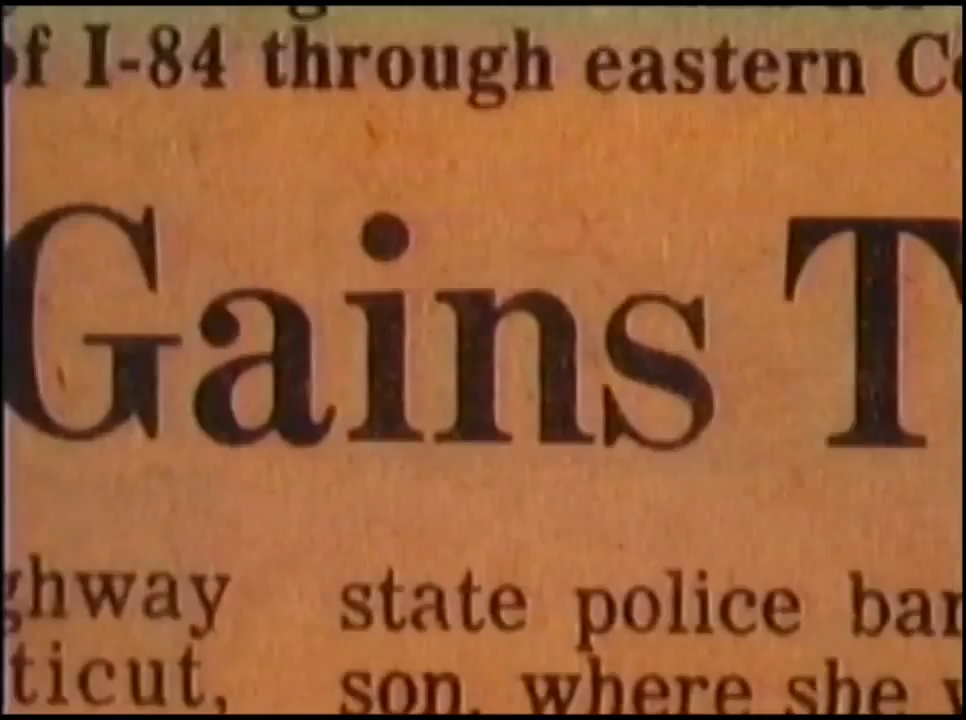 of I-84 through eastern C
Gains T
ghway state police bar
ticut, son, where she